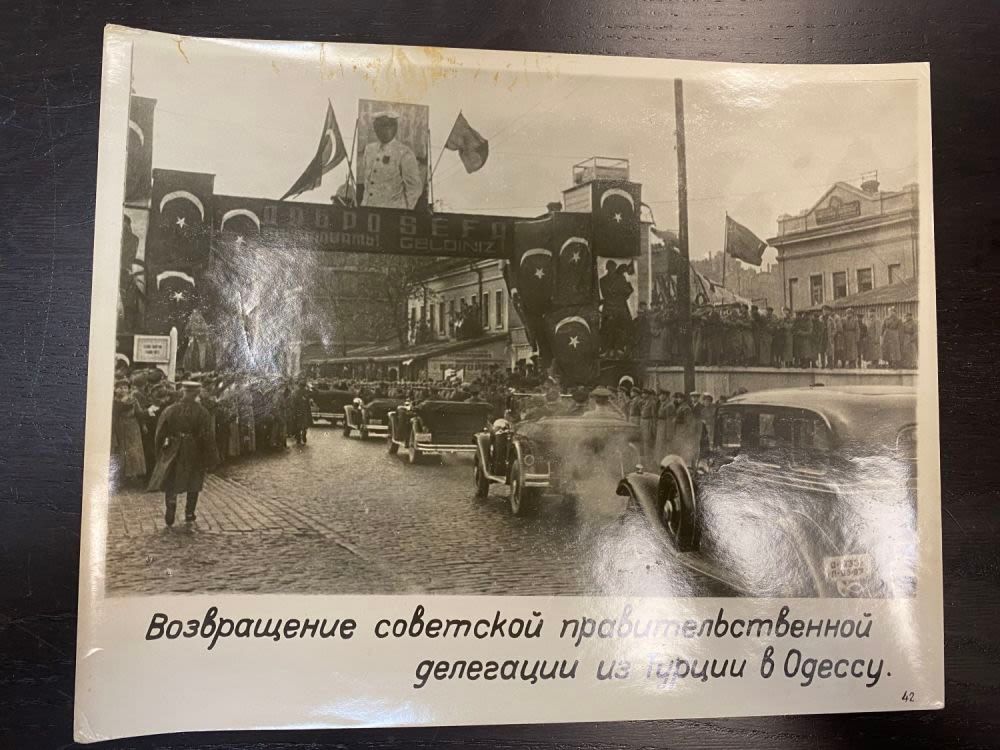 ДОБРО SEFA
GELDINIZ
Возвращение советской правительственной
делегации из Турции в Одессу.
42